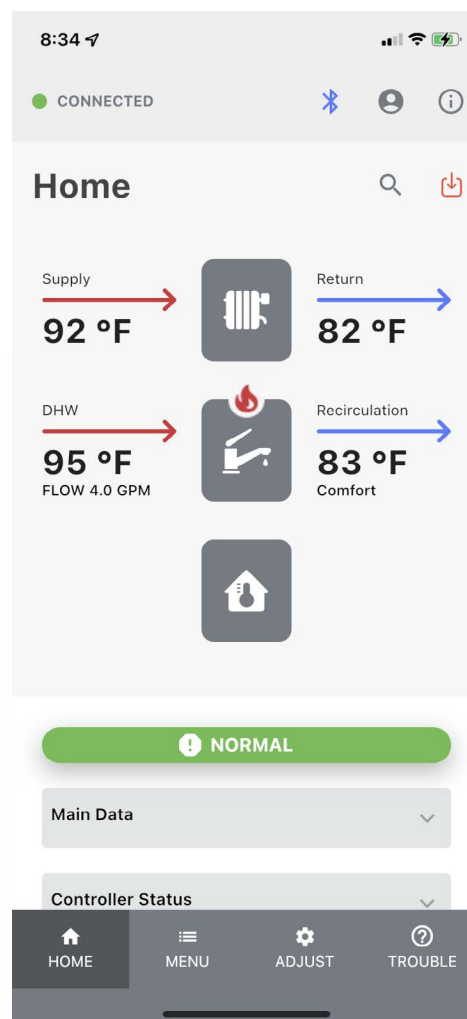 8:34
CONNECTED
Home
Supply
Return
92 °F
82 °F
DHW
Recirculation
95 °F
83 °F
FLOW 4.0 GPM
Comfort
NORMAL
Main Data
Controller Status
HOME
MENU
ADJUST
TROUBLE